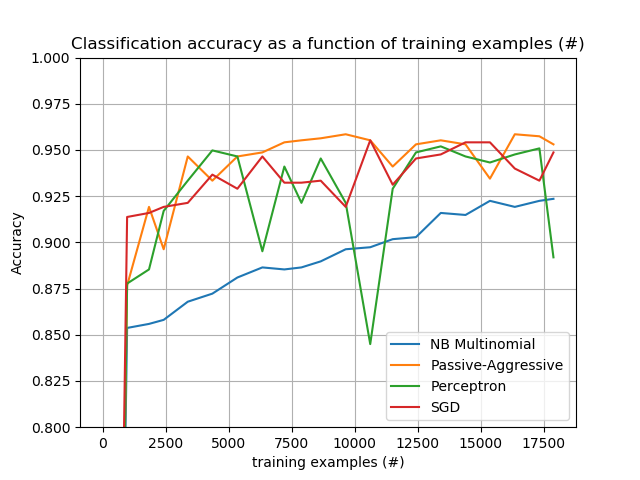 Classification accuracy as a function of training examples (#)
1.000
0.975
0.950
0.925
0.900
0.875
0.850
0.825
0.800
Accuracy
NB Multinomial
Passive-Aggressive
Perceptron
SGD
0 2500 5000 7500 10000 12500 15000 17500
training examples (#)